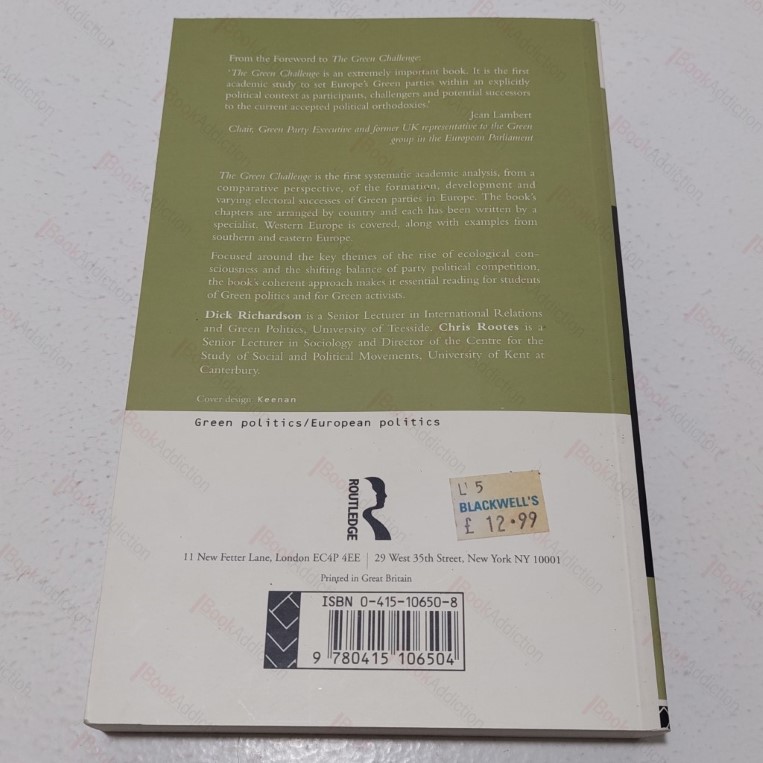 From the Foreword to The Green Challenge:
'The Green Challenge is an extremely important book. It is the first
academic study to set Europe's Green parties within an explicitly
political context as participants, challengers and potential successors
to the current accepted political orthodoxies.'
Jean Lambert
Chair, Green Party Executive and former UK representative to the Green
group in the European Parliament
The Green Challenge is the first systematic academic analysis, from a
comparative perspective, of the formation, development and
varying electoral successes of Green parties in Europe. The book's
chapters are arranged by country and each has been written by a
specialist. Western Europe is covered, along with examples from
southern and eastern Europe.
Focused around the key themes of the rise of ecological con-
sciousness and the shifting balance of party political competition,
the book's coherent approach makes it essential reading for students
of Green politics and for Green activists.
Dick Richardson is a Senior Lecturer in International Relations
and Green Politics, University of Teesside. Chris Rootes is a
Senior Lecturer in Sociology and Director of the Centre for the
Study of Social and Political Movements, University of Kent at
Canterbury.
Cover design: Keenan
Green politics/European politics
ROUTLEDGE
L' 5
BLACKWELL'S
£ 12.99
11 New Fetter Lane, London EC4P 4EE | 29 West 35th Street, New York NY 10001
Printed in Great Britain
ISBN 0-415-10650-8
9 780415 106504
iBookAddiction